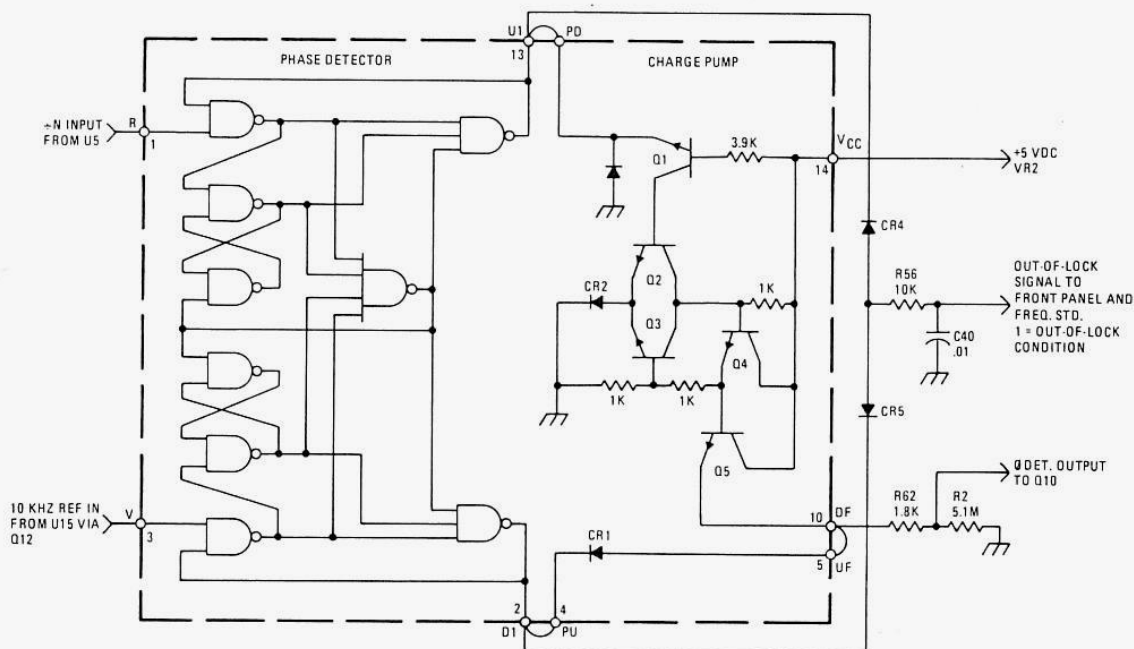 U1
PD
13
PHASE DETECTOR
CHARGE PUMP
÷N INPUT
FROM U5
R
1
Q1
3.9K
VCC
14
+5 VDC
VR2
CR4
CR2
Q2
Q3
1K
Q4
R56
10K
OUT-OF-LOCK
SIGNAL TO
FRONT PANEL AND
FREQ. STD.
1 = OUT-OF-LOCK
CONDITION
C40
.01
1K
1K
CR5
Q5
Ø DET. OUTPUT
TO Q10
10 KHZ REF IN
FROM U15 VIA
Q12
V
3
10
DF
R62
1.8K
R2
5.1M
CR1
5
UF
2
4
D1
PU